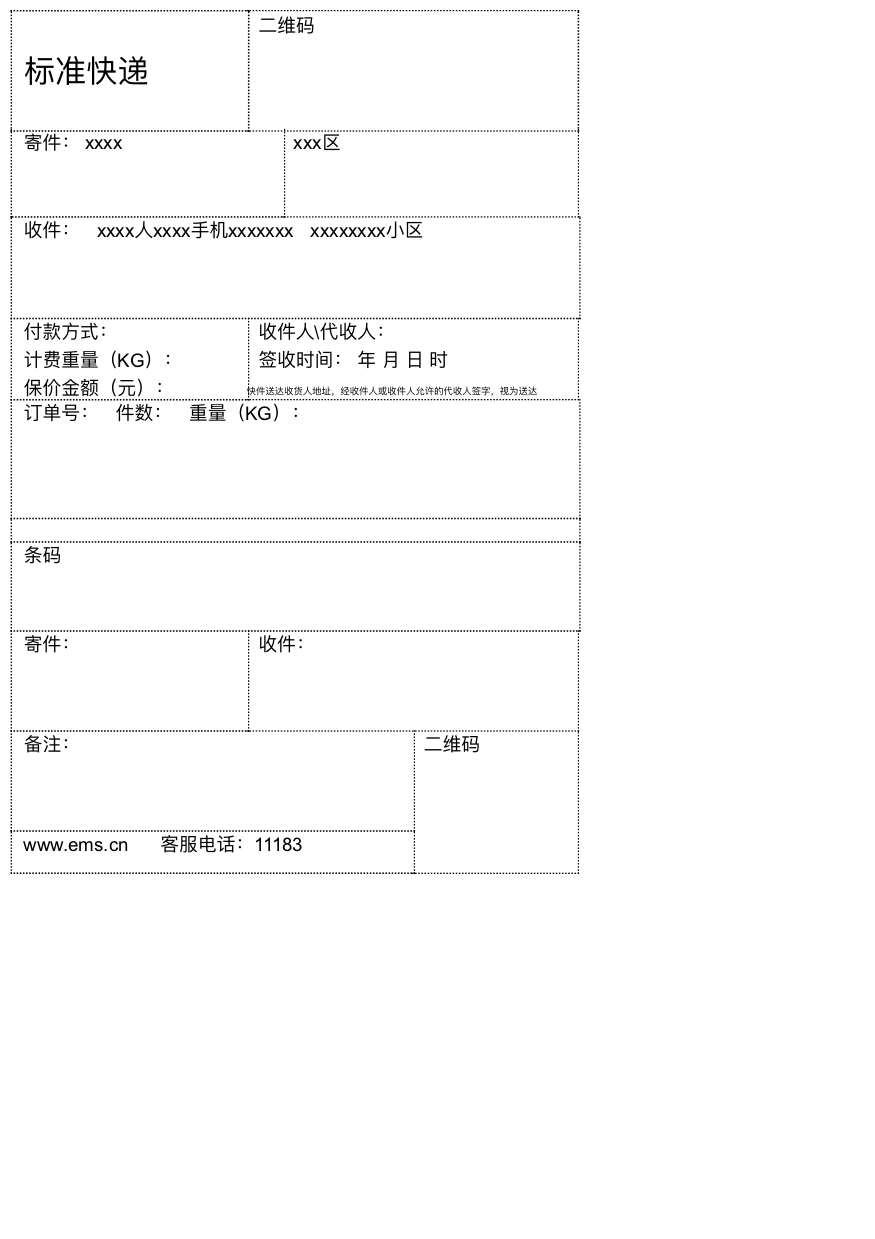 二维码
标准快递
寄件： xxxx
xxx区
收件： xxxx人xxxx手机xxxxxxx xxxxxxxx小区
付款方式：
计费重量（KG）：
保价金额（元）：
收件人\代收人：
签收时间： 年 月 日 时
快件送达收货人地址，经收件人或收件人允许的代收人签字，视为送达
订单号： 件数： 重量（KG）：
条码
寄件：
收件：
备注：
二维码
www.ems.cn 客服电话：11183